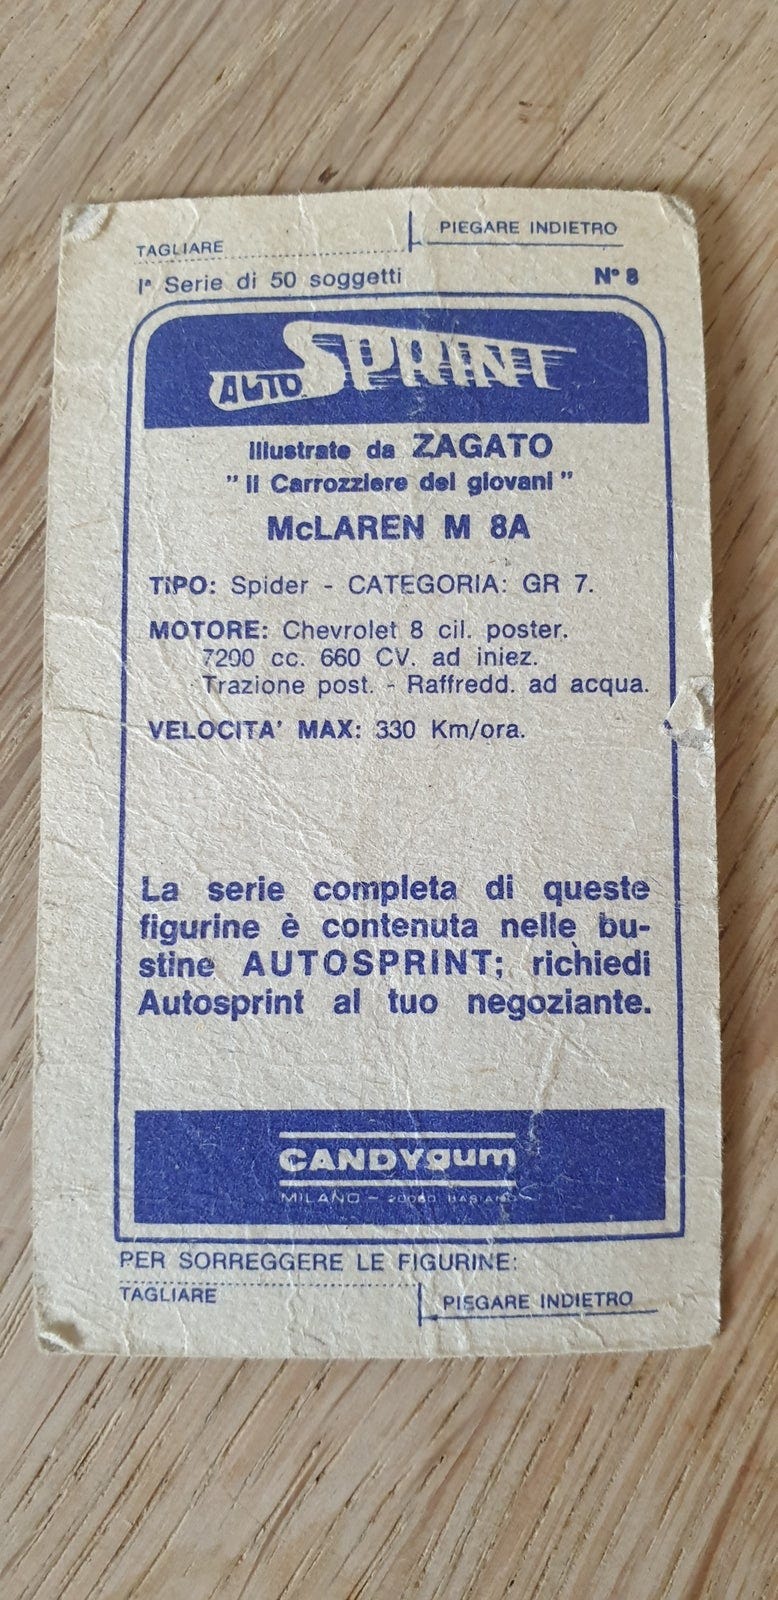 TAGLIARE
PIEGARE INDIETRO
Iª Serie di 50 soggetti
N° 8
AUTO SPRINT
illustrate da ZAGATO
" il Carrozziere dei giovani "
McLAREN M 8A
TIPO: Spider - CATEGORIA: GR 7.
MOTORE: Chevrolet 8 cil. poster.
7200 cc. 660 CV. ad iniez.
Trazione post. - Raffredd. ad acqua.
VELOCITA' MAX: 330 Km/ora.
La serie completa di queste
figurine è contenuta nelle bu-
stine AUTOSPRINT; richiedi
Autosprint al tuo negoziante.
CANDYgum
MILANO - 20080
PER SORREGGERE LE FIGURINE:
TAGLIARE
PIEGARE INDIETRO